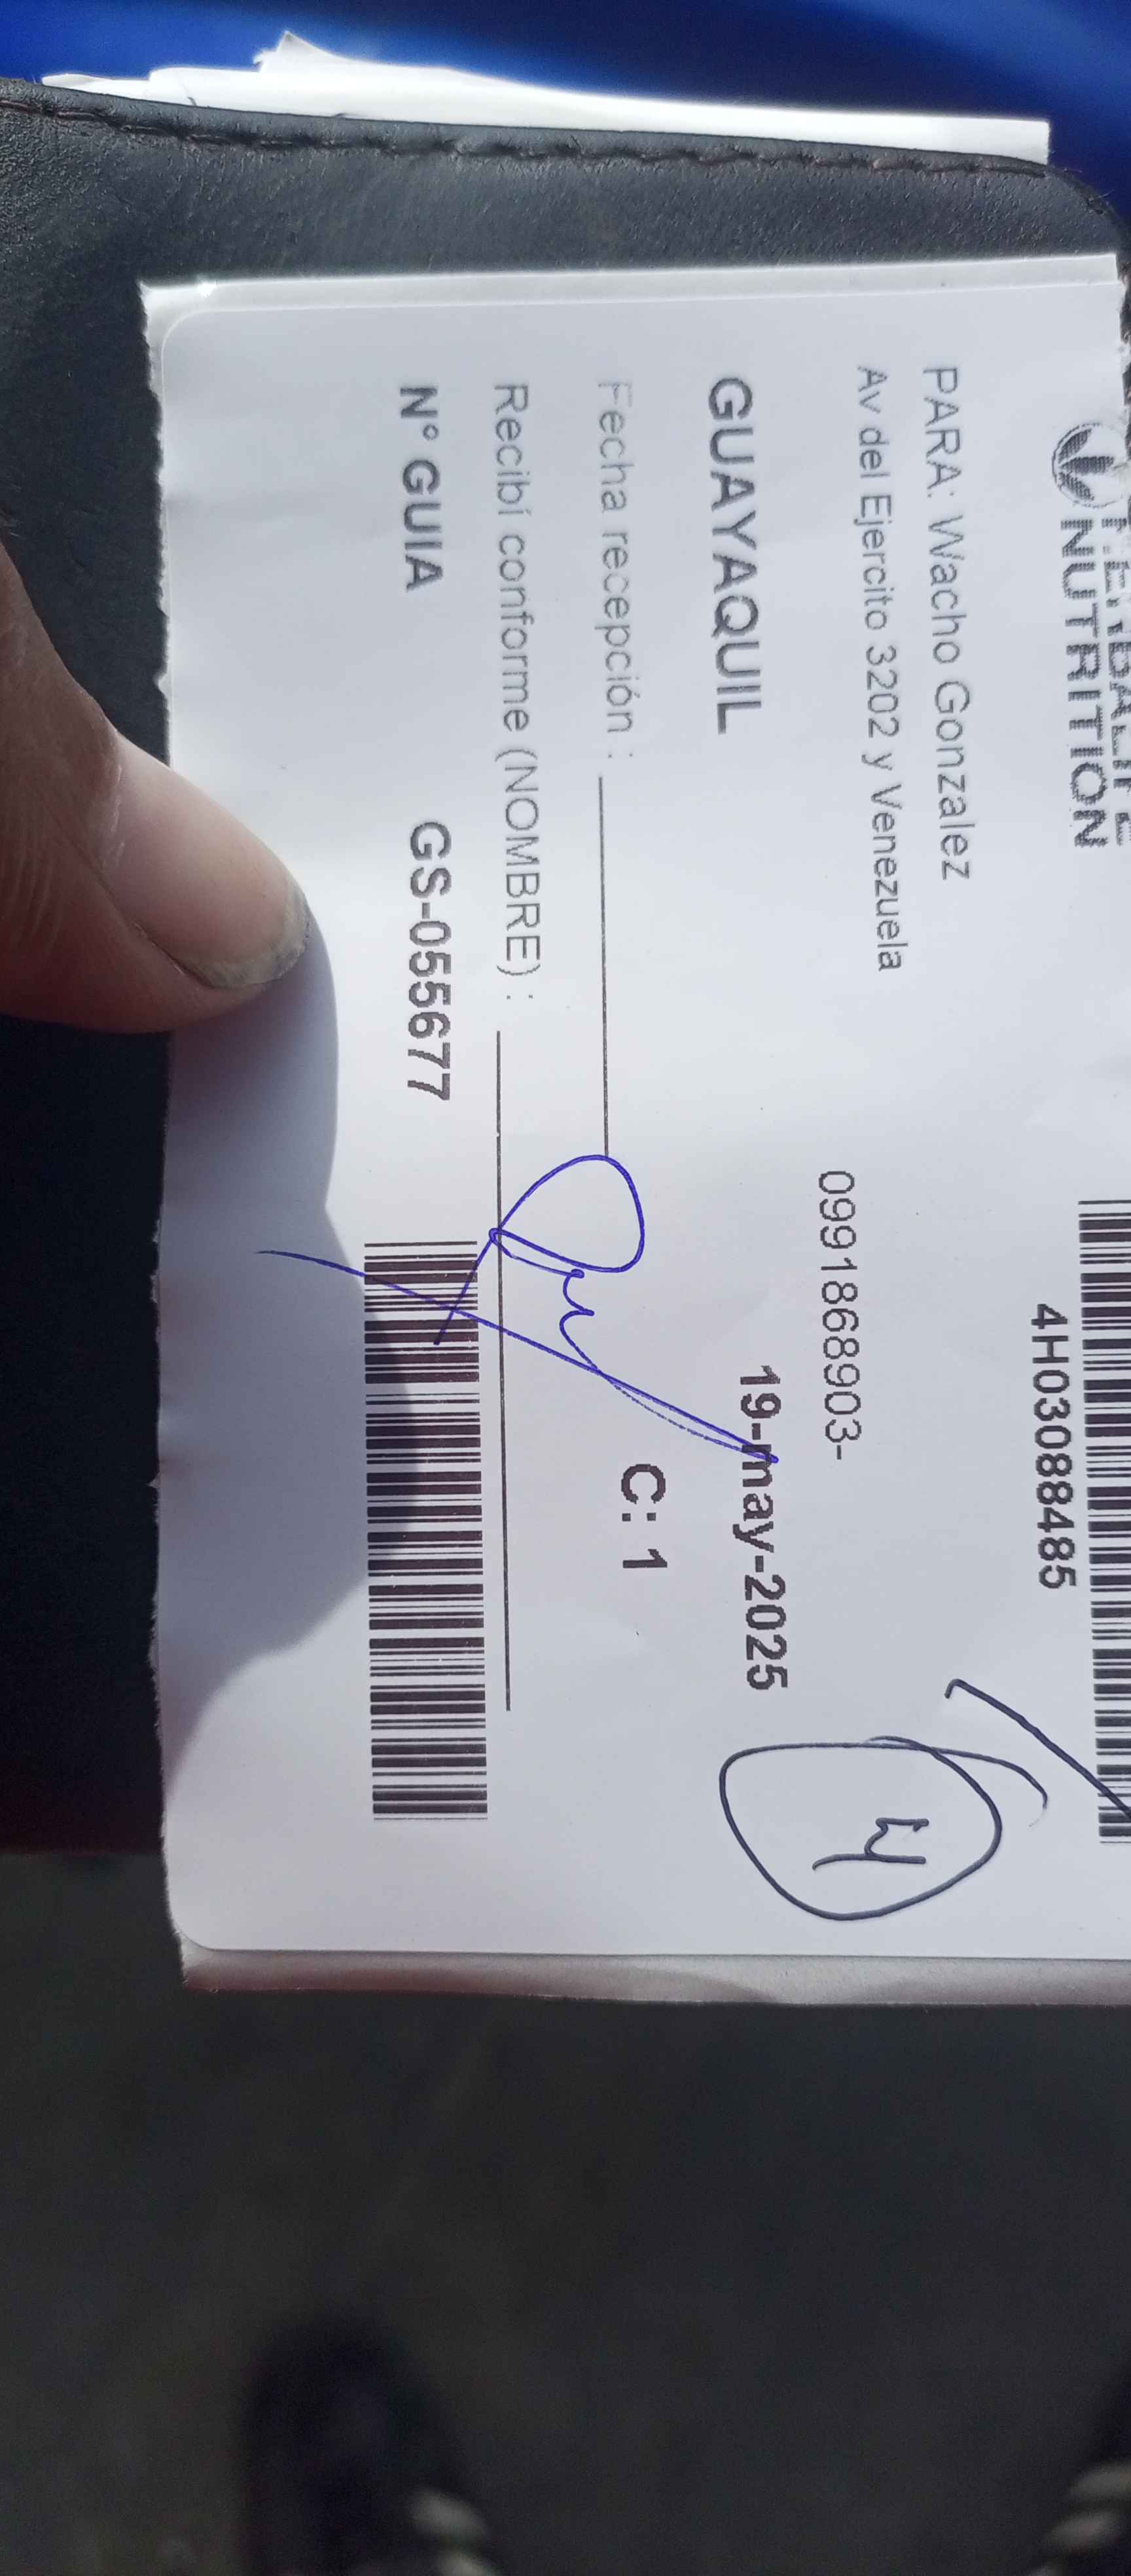 NUTRITION
4H03088485
PARA: Wacho Gonzalez
Av del Ejercito 3202 y Venezuela
0991868903-
GUAYAQUIL
19-may-2025
4
Fecha recepción :
C: 1
Recibí conforme (NOMBRE) :
N° GUIA
GS-055677